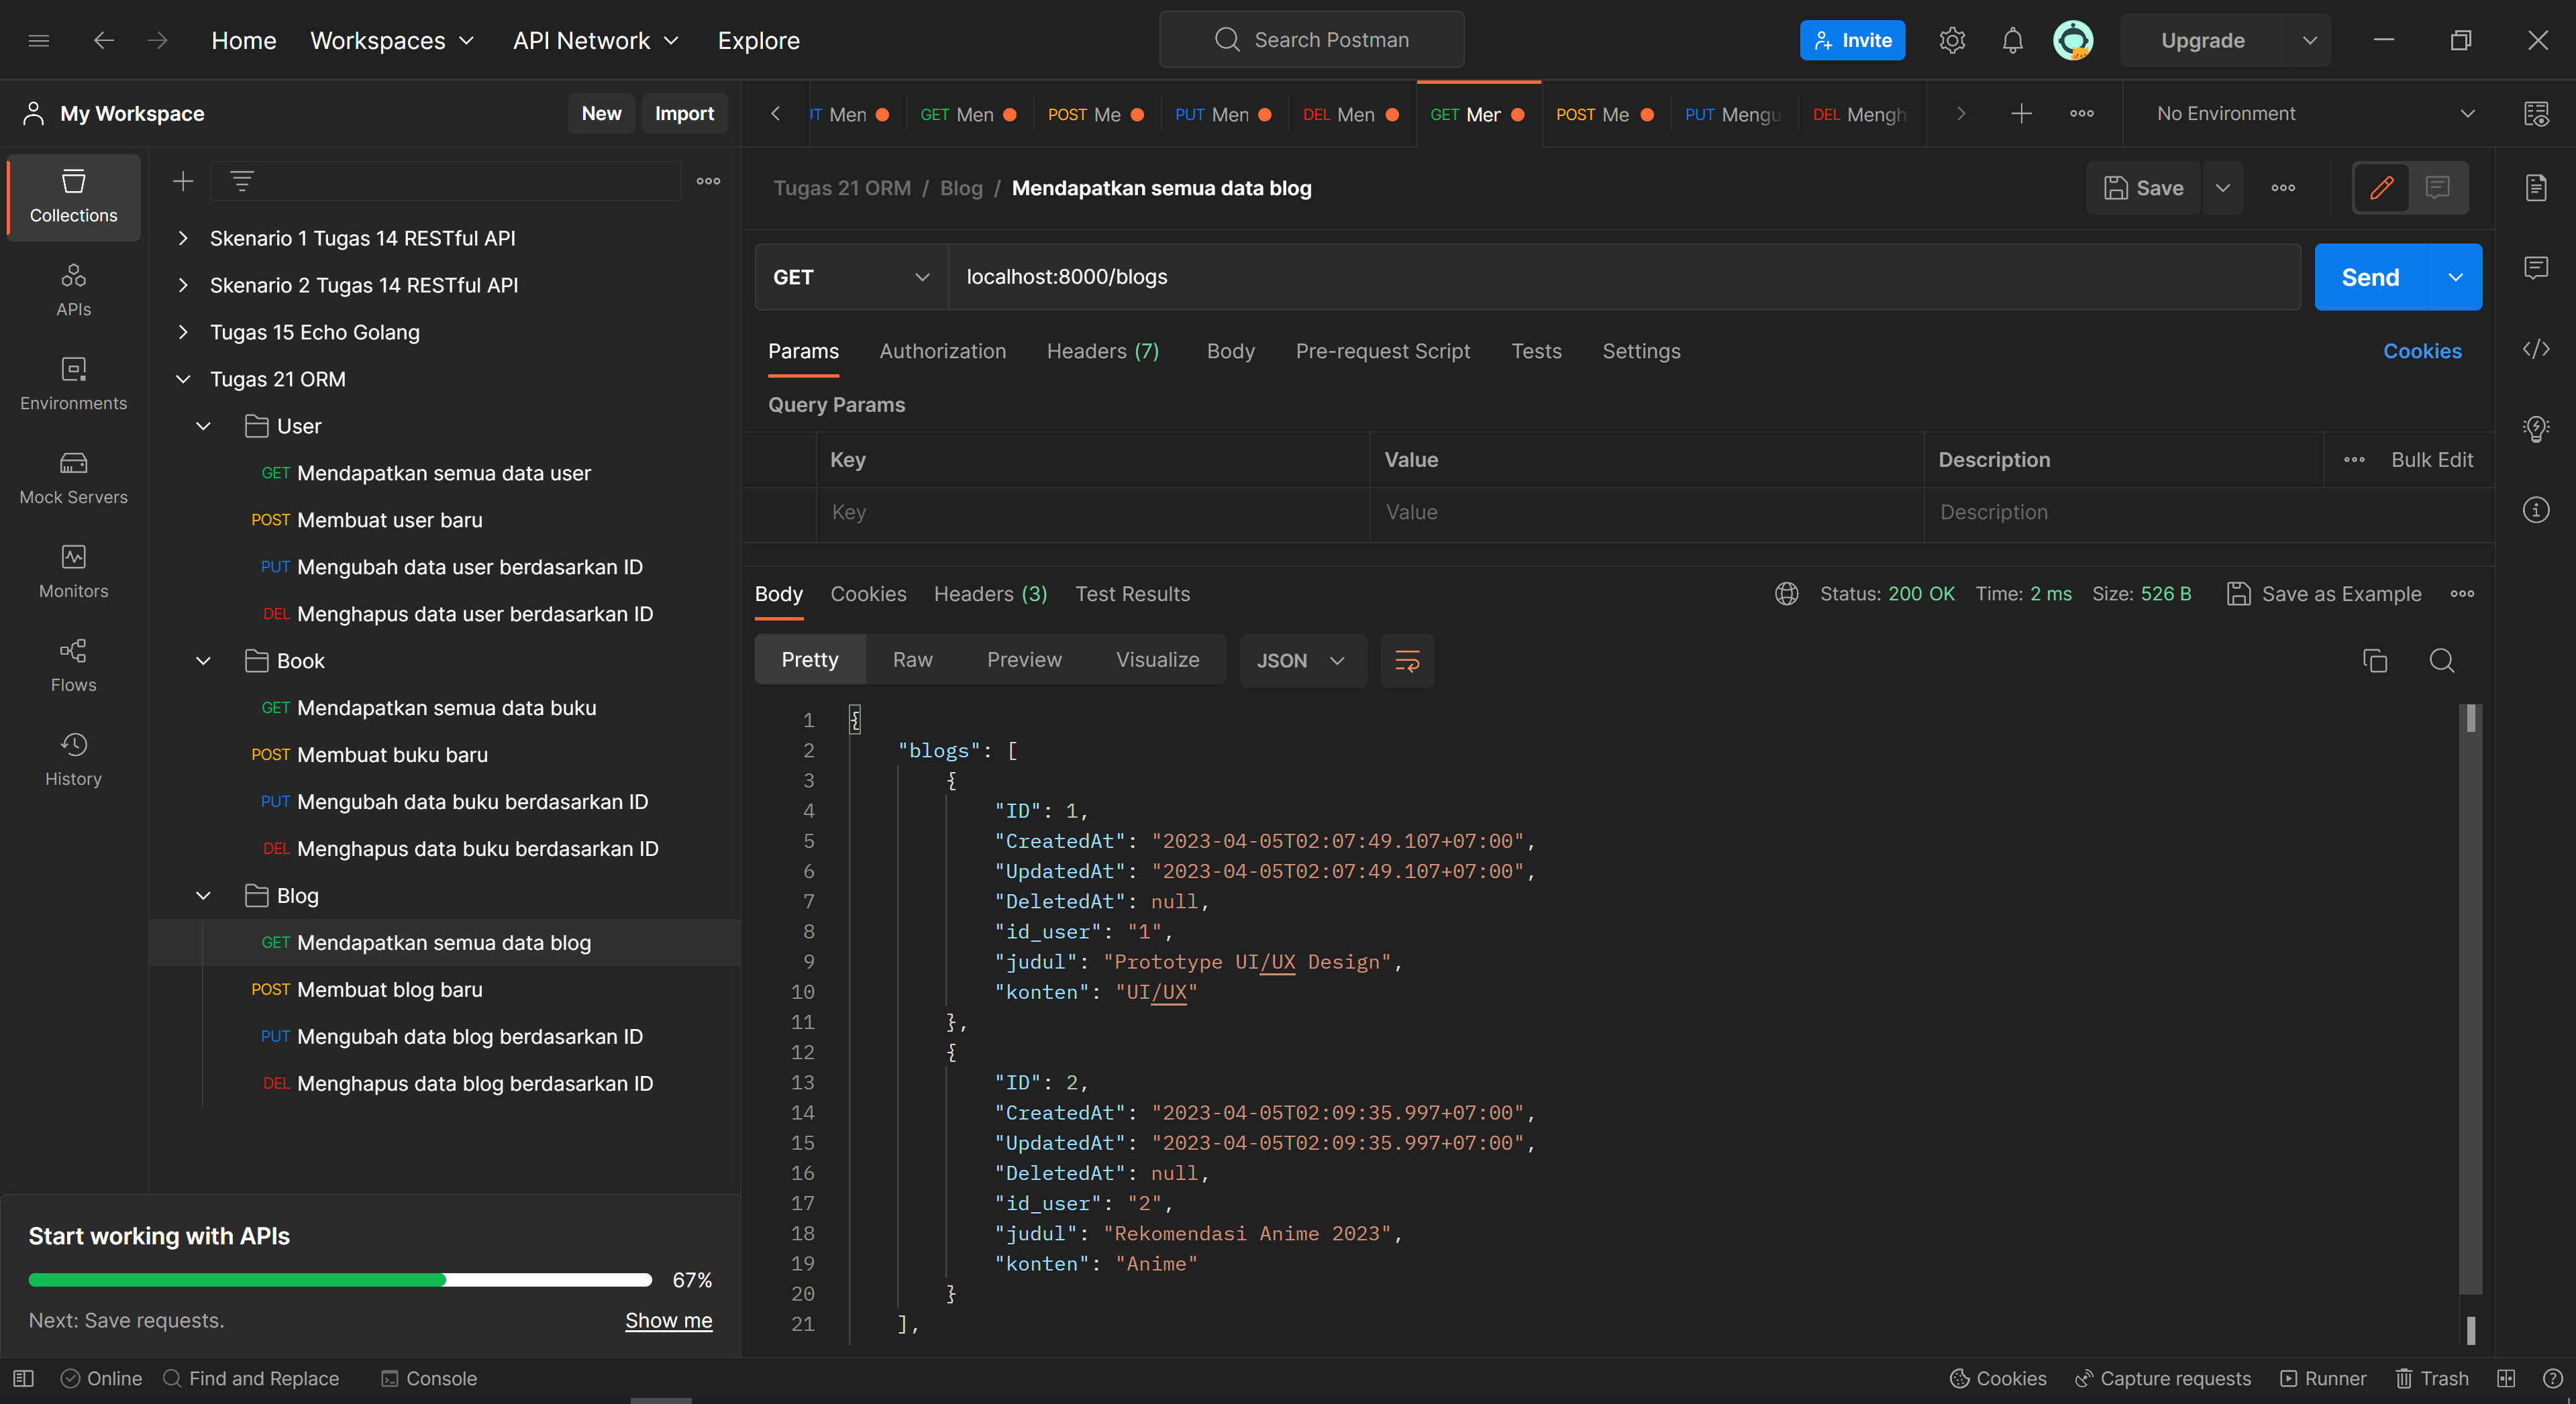 Home Workspaces API Network Explore Search Postman Invite Upgrade
My Workspace New Import
Men GET Men POST Me PUT Men DEL Men GET Mer POST Me PUT Mengu DEL Mengh No Environment
Collections
APIs
Environments
Mock Servers
Monitors
Flows
History
Skenario 1 Tugas 14 RESTful API
Skenario 2 Tugas 14 RESTful API
Tugas 15 Echo Golang
Tugas 21 ORM
User
GET Mendapatkan semua data user
POST Membuat user baru
PUT Mengubah data user berdasarkan ID
DEL Menghapus data user berdasarkan ID
Book
GET Mendapatkan semua data buku
POST Membuat buku baru
PUT Mengubah data buku berdasarkan ID
DEL Menghapus data buku berdasarkan ID
Blog
GET Mendapatkan semua data blog
POST Membuat blog baru
PUT Mengubah data blog berdasarkan ID
DEL Menghapus data blog berdasarkan ID
Start working with APIs
67%
Next: Save requests. Show me
Tugas 21 ORM / Blog / Mendapatkan semua data blog Save
GET localhost:8000/blogs Send
Params Authorization Headers (7) Body Pre-request Script Tests Settings Cookies
Query Params
Key Value Description Bulk Edit
Key Value Description
Body Cookies Headers (3) Test Results Status: 200 OK Time: 2 ms Size: 526 B Save as Example
Pretty Raw Preview Visualize JSON
1 {
2 "blogs": [
3 {
4 "ID": 1,
5 "CreatedAt": "2023-04-05T02:07:49.107+07:00",
6 "UpdatedAt": "2023-04-05T02:07:49.107+07:00",
7 "DeletedAt": null,
8 "id_user": "1",
9 "judul": "Prototype UI/UX Design",
10 "konten": "UI/UX"
11 },
12 {
13 "ID": 2,
14 "CreatedAt": "2023-04-05T02:09:35.997+07:00",
15 "UpdatedAt": "2023-04-05T02:09:35.997+07:00",
16 "DeletedAt": null,
17 "id_user": "2",
18 "judul": "Rekomendasi Anime 2023",
19 "konten": "Anime"
20 }
21 ],
Online Find and Replace Console Cookies Capture requests Runner Trash